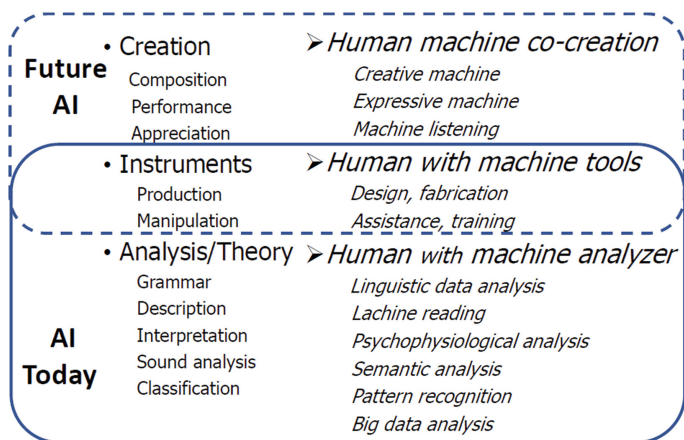 Future
AI
• Creation
Composition
Performance
Appreciation
➢Human machine co-creation
Creative machine
Expressive machine
Machine listening
• Instruments
Production
Manipulation
➢Human with machine tools
Design, fabrication
Assistance, training
AI
Today
• Analysis/Theory
Grammar
Description
Interpretation
Sound analysis
Classification
➢Human with machine analyzer
Linguistic data analysis
Lachine reading
Psychophysiological analysis
Semantic analysis
Pattern recognition
Big data analysis